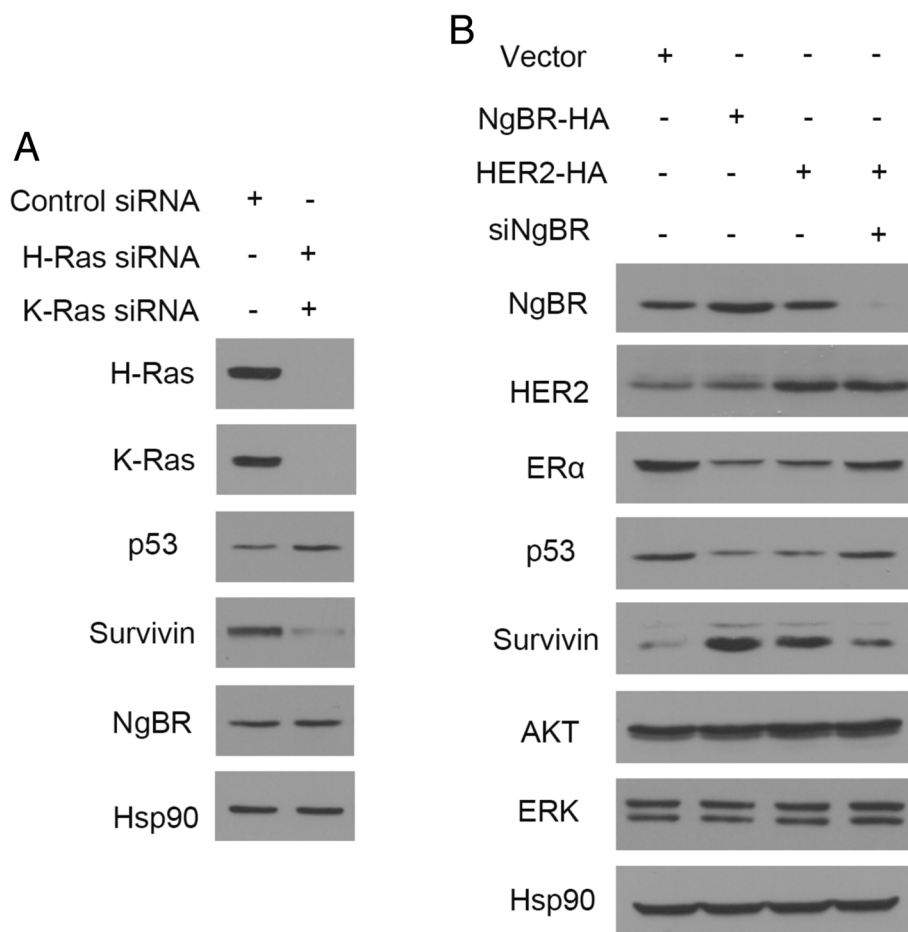 A
Control siRNA + -
H-Ras siRNA - +
K-Ras siRNA - +
H-Ras
K-Ras
p53
Survivin
NgBR
Hsp90
B
Vector + - - -
NgBR-HA - + - -
HER2-HA - - + +
siNgBR - - - +
NgBR
HER2
ERα
p53
Survivin
AKT
ERK
Hsp90